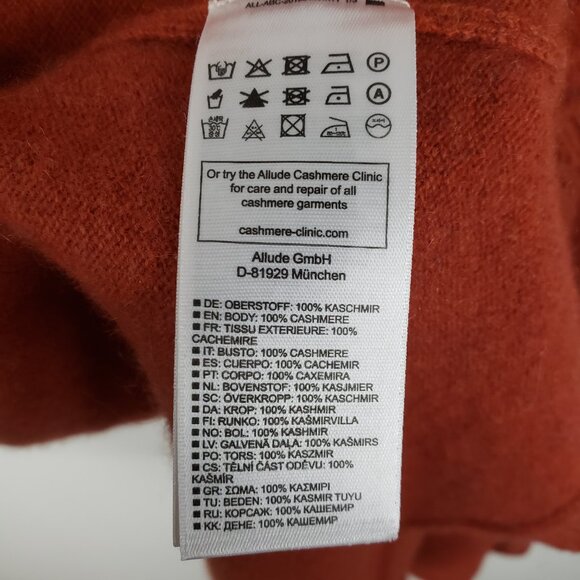 P
A
30°C
Or try the Allude Cashmere Clinic
for care and repair of all
cashmere garments
cashmere-clinic.com
Allude GmbH
D-81929 München
DE: OBERSTOFF: 100% KASCHMIR
EN: BODY: 100% CASHMERE
FR: TISSU EXTERIEURE: 100%
CACHEMIRE
IT: BUSTO: 100% CASHMERE
ES: CUERPO: 100% CACHEMIR
PT: CORPO: 100% CAXEMIRA
NL: BOVENSTOF: 100% KASJMIER
SC: ÖVERKROPP: 100% KASCHMIR
DA: KROP: 100% KASHMIR
FI: RUNKO: 100% KAŠMIRVILLA
NO: BOL: 100% KASHMIR
LV: GALVENĀ DAĻA: 100% KAŠMIRS
PO: TORS: 100% KASZMIR
CS: TĚLNÍ ČÁST ODĚVU: 100%
KAŠMÍR
GR: ΣΩΜΑ: 100% ΚΑΣΜΙΡΙ
TU: BEDEN: 100% KASMIR TUYU
RU: КОРСАЖ: 100% КАШЕМИР
KK: ДЕНЕ: 100% КАШЕМИР